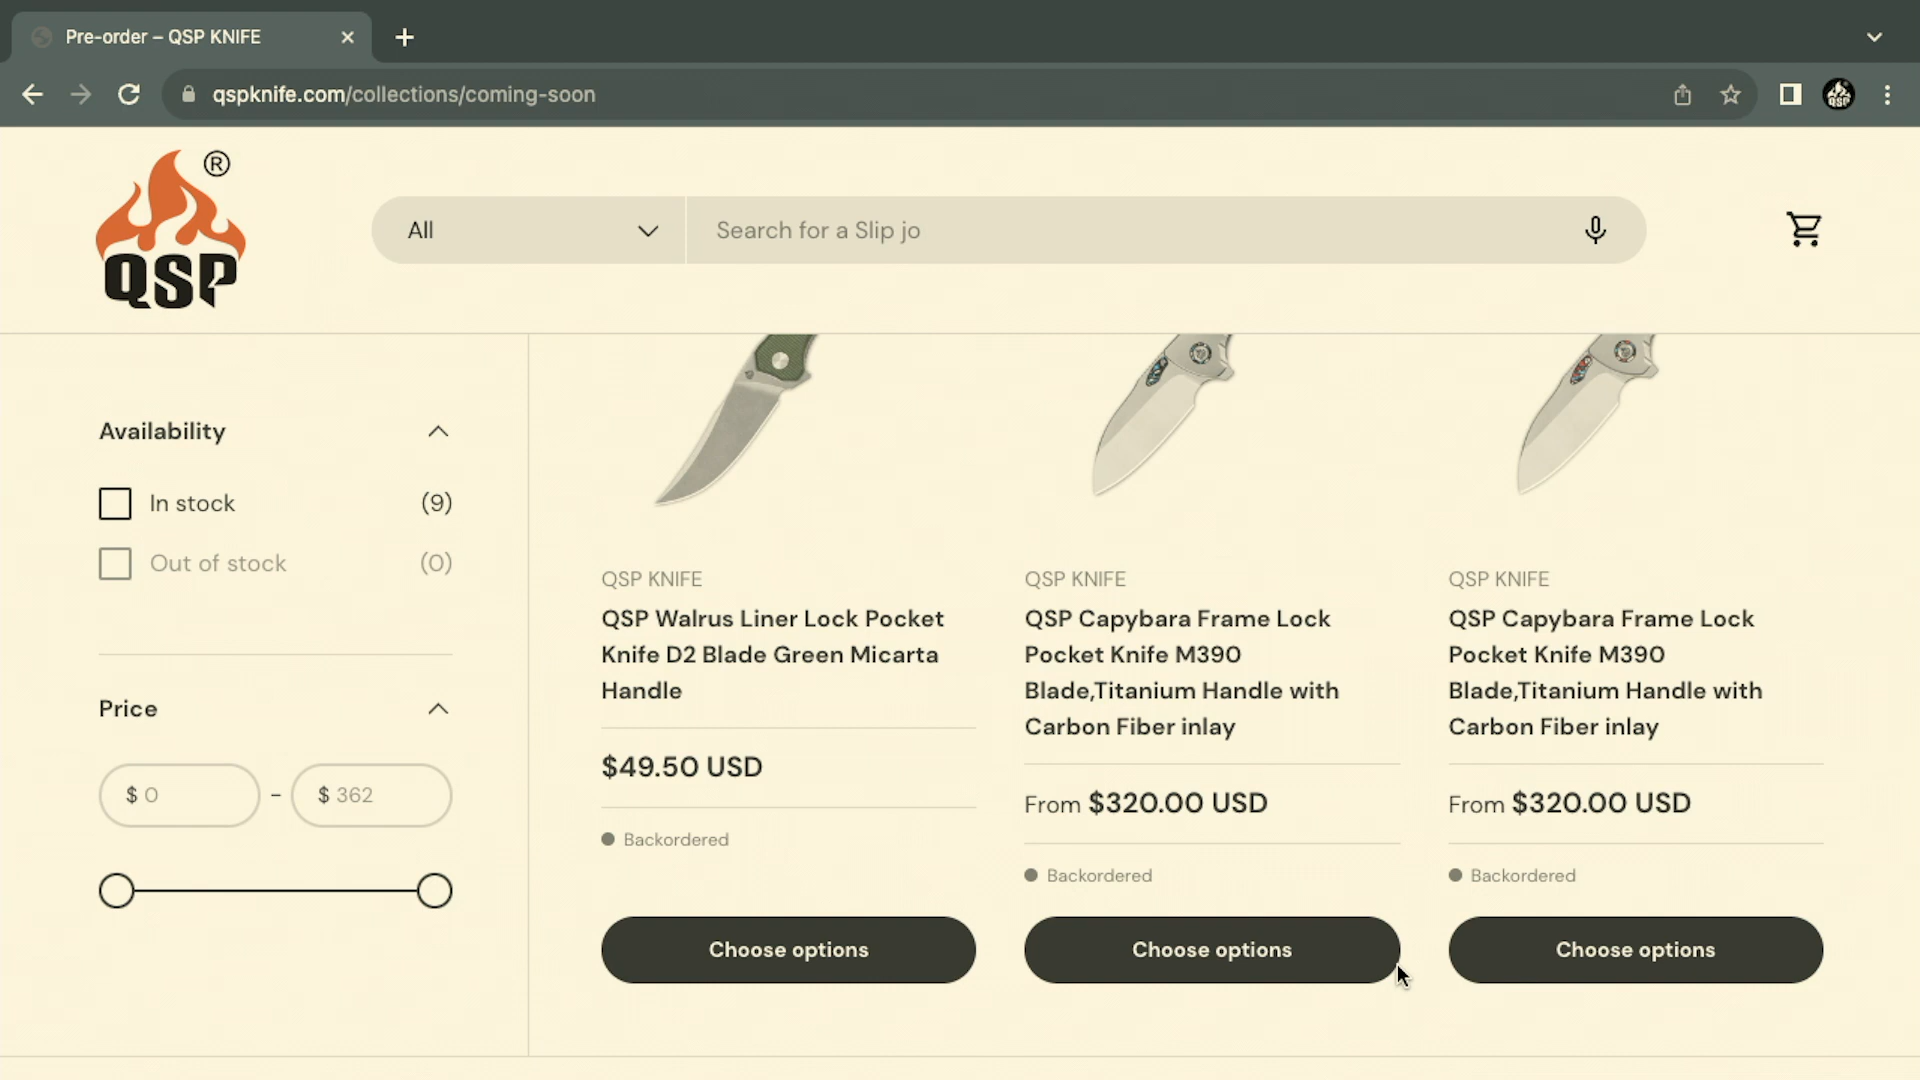 Pre-order – QSP KNIFE
qspknife.com/collections/coming-soon
QSP
®
QSP
All
Search for a Slip jo
Availability
In stock (9)
Out of stock (0)
Price
$ 0 - $ 362
QSP KNIFE
QSP Walrus Liner Lock Pocket
Knife D2 Blade Green Micarta
Handle
$49.50 USD
Backordered
Choose options
QSP KNIFE
QSP Capybara Frame Lock
Pocket Knife M390
Blade,Titanium Handle with
Carbon Fiber inlay
From $320.00 USD
Backordered
Choose options
QSP KNIFE
QSP Capybara Frame Lock
Pocket Knife M390
Blade,Titanium Handle with
Carbon Fiber inlay
From $320.00 USD
Backordered
Choose options